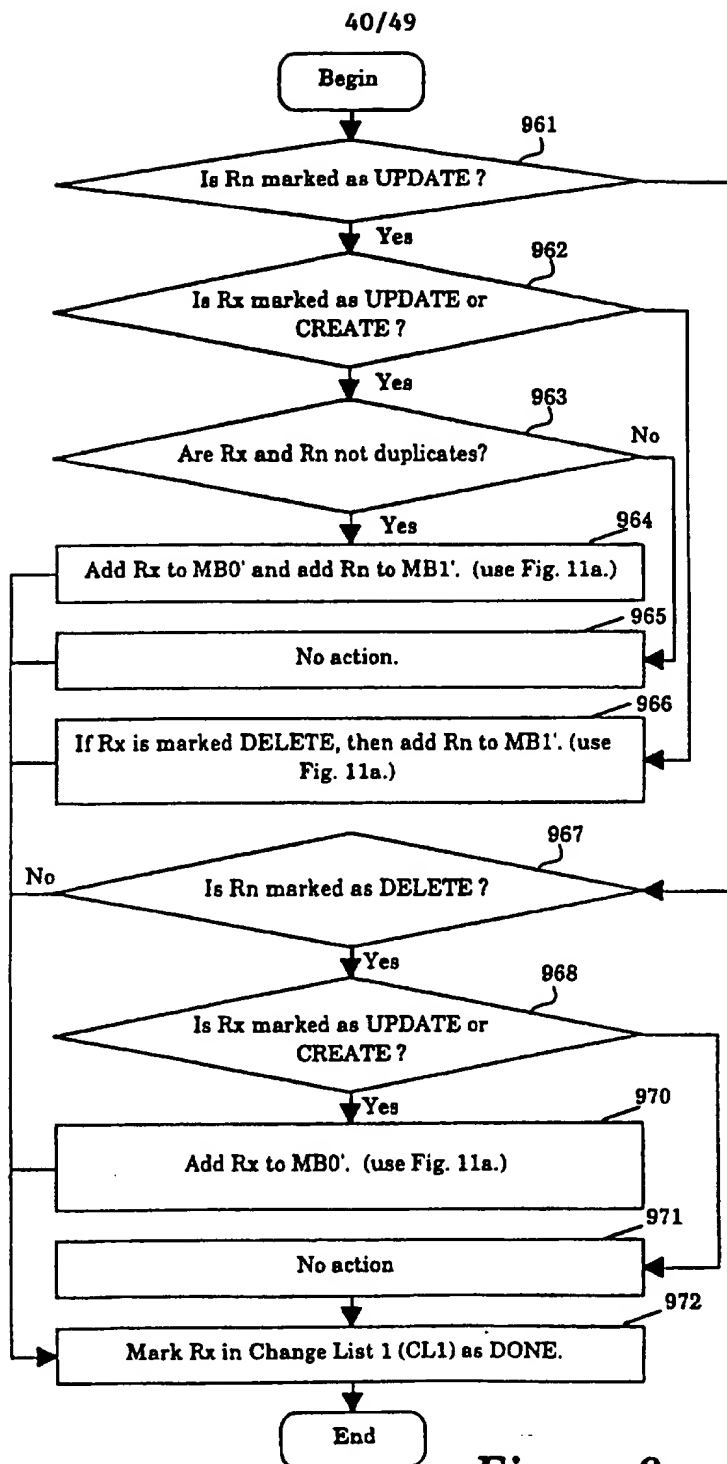 40/49
Begin
961
Is Rn marked as UPDATE ?
Yes
962
Is Rx marked as UPDATE or
CREATE ?
Yes
963
No
Are Rx and Rn not duplicates?
Yes
964
Add Rx to MB0' and add Rn to MB1'. (use Fig. 11a.)
965
No action.
966
If Rx is marked DELETE, then add Rn to MB1'. (use
Fig. 11a.)
967
No
Is Rn marked as DELETE ?
Yes
968
Is Rx marked as UPDATE or
CREATE ?
Yes
970
Add Rx to MB0'. (use Fig. 11a.)
971
No action
972
Mark Rx in Change List 1 (CL1) as DONE.
End